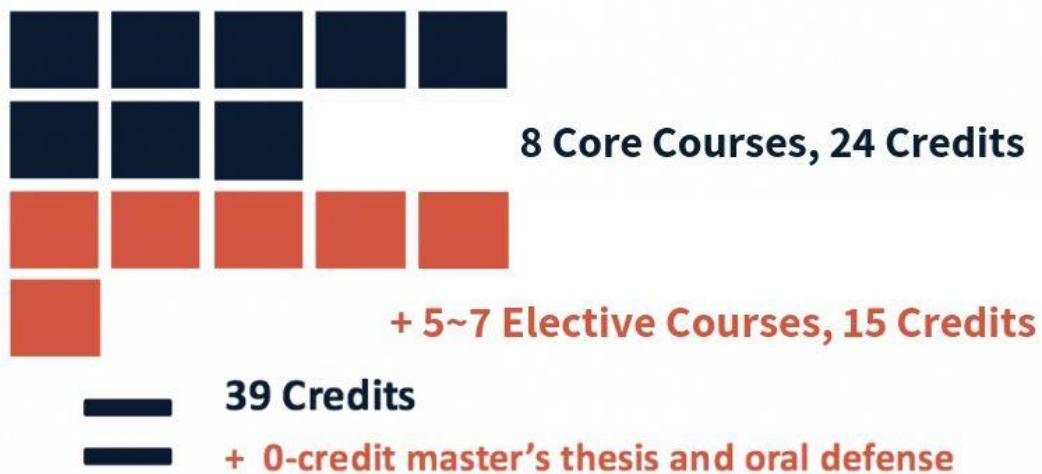 8 Core Courses, 24 Credits
+ 5~7 Elective Courses, 15 Credits
39 Credits
+ 0-credit master's thesis and oral defense